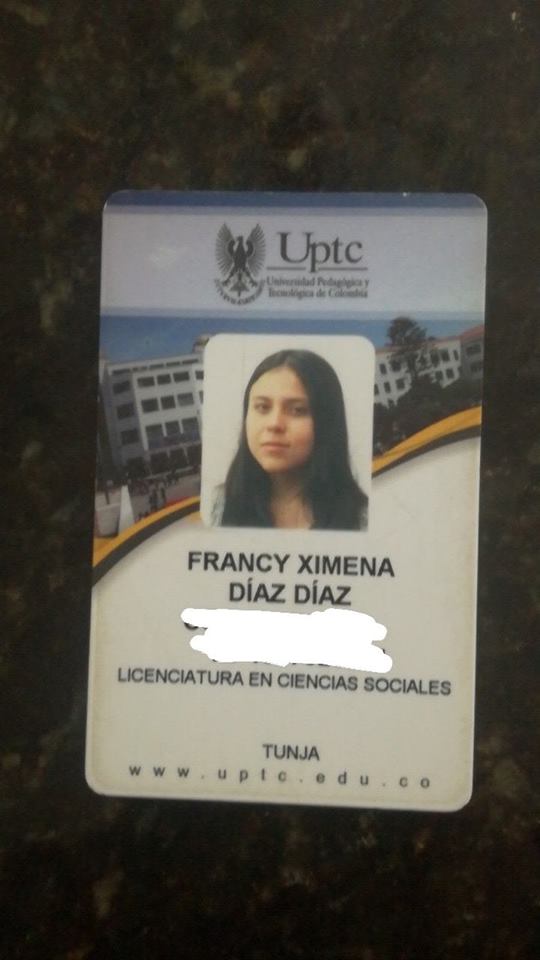 Uptc
Universidad Pedagógica y
Tecnológica de Colombia
FRANCY XIMENA
DÍAZ DÍAZ
LICENCIATURA EN CIENCIAS SOCIALES
TUNJA
www.uptc.edu.co